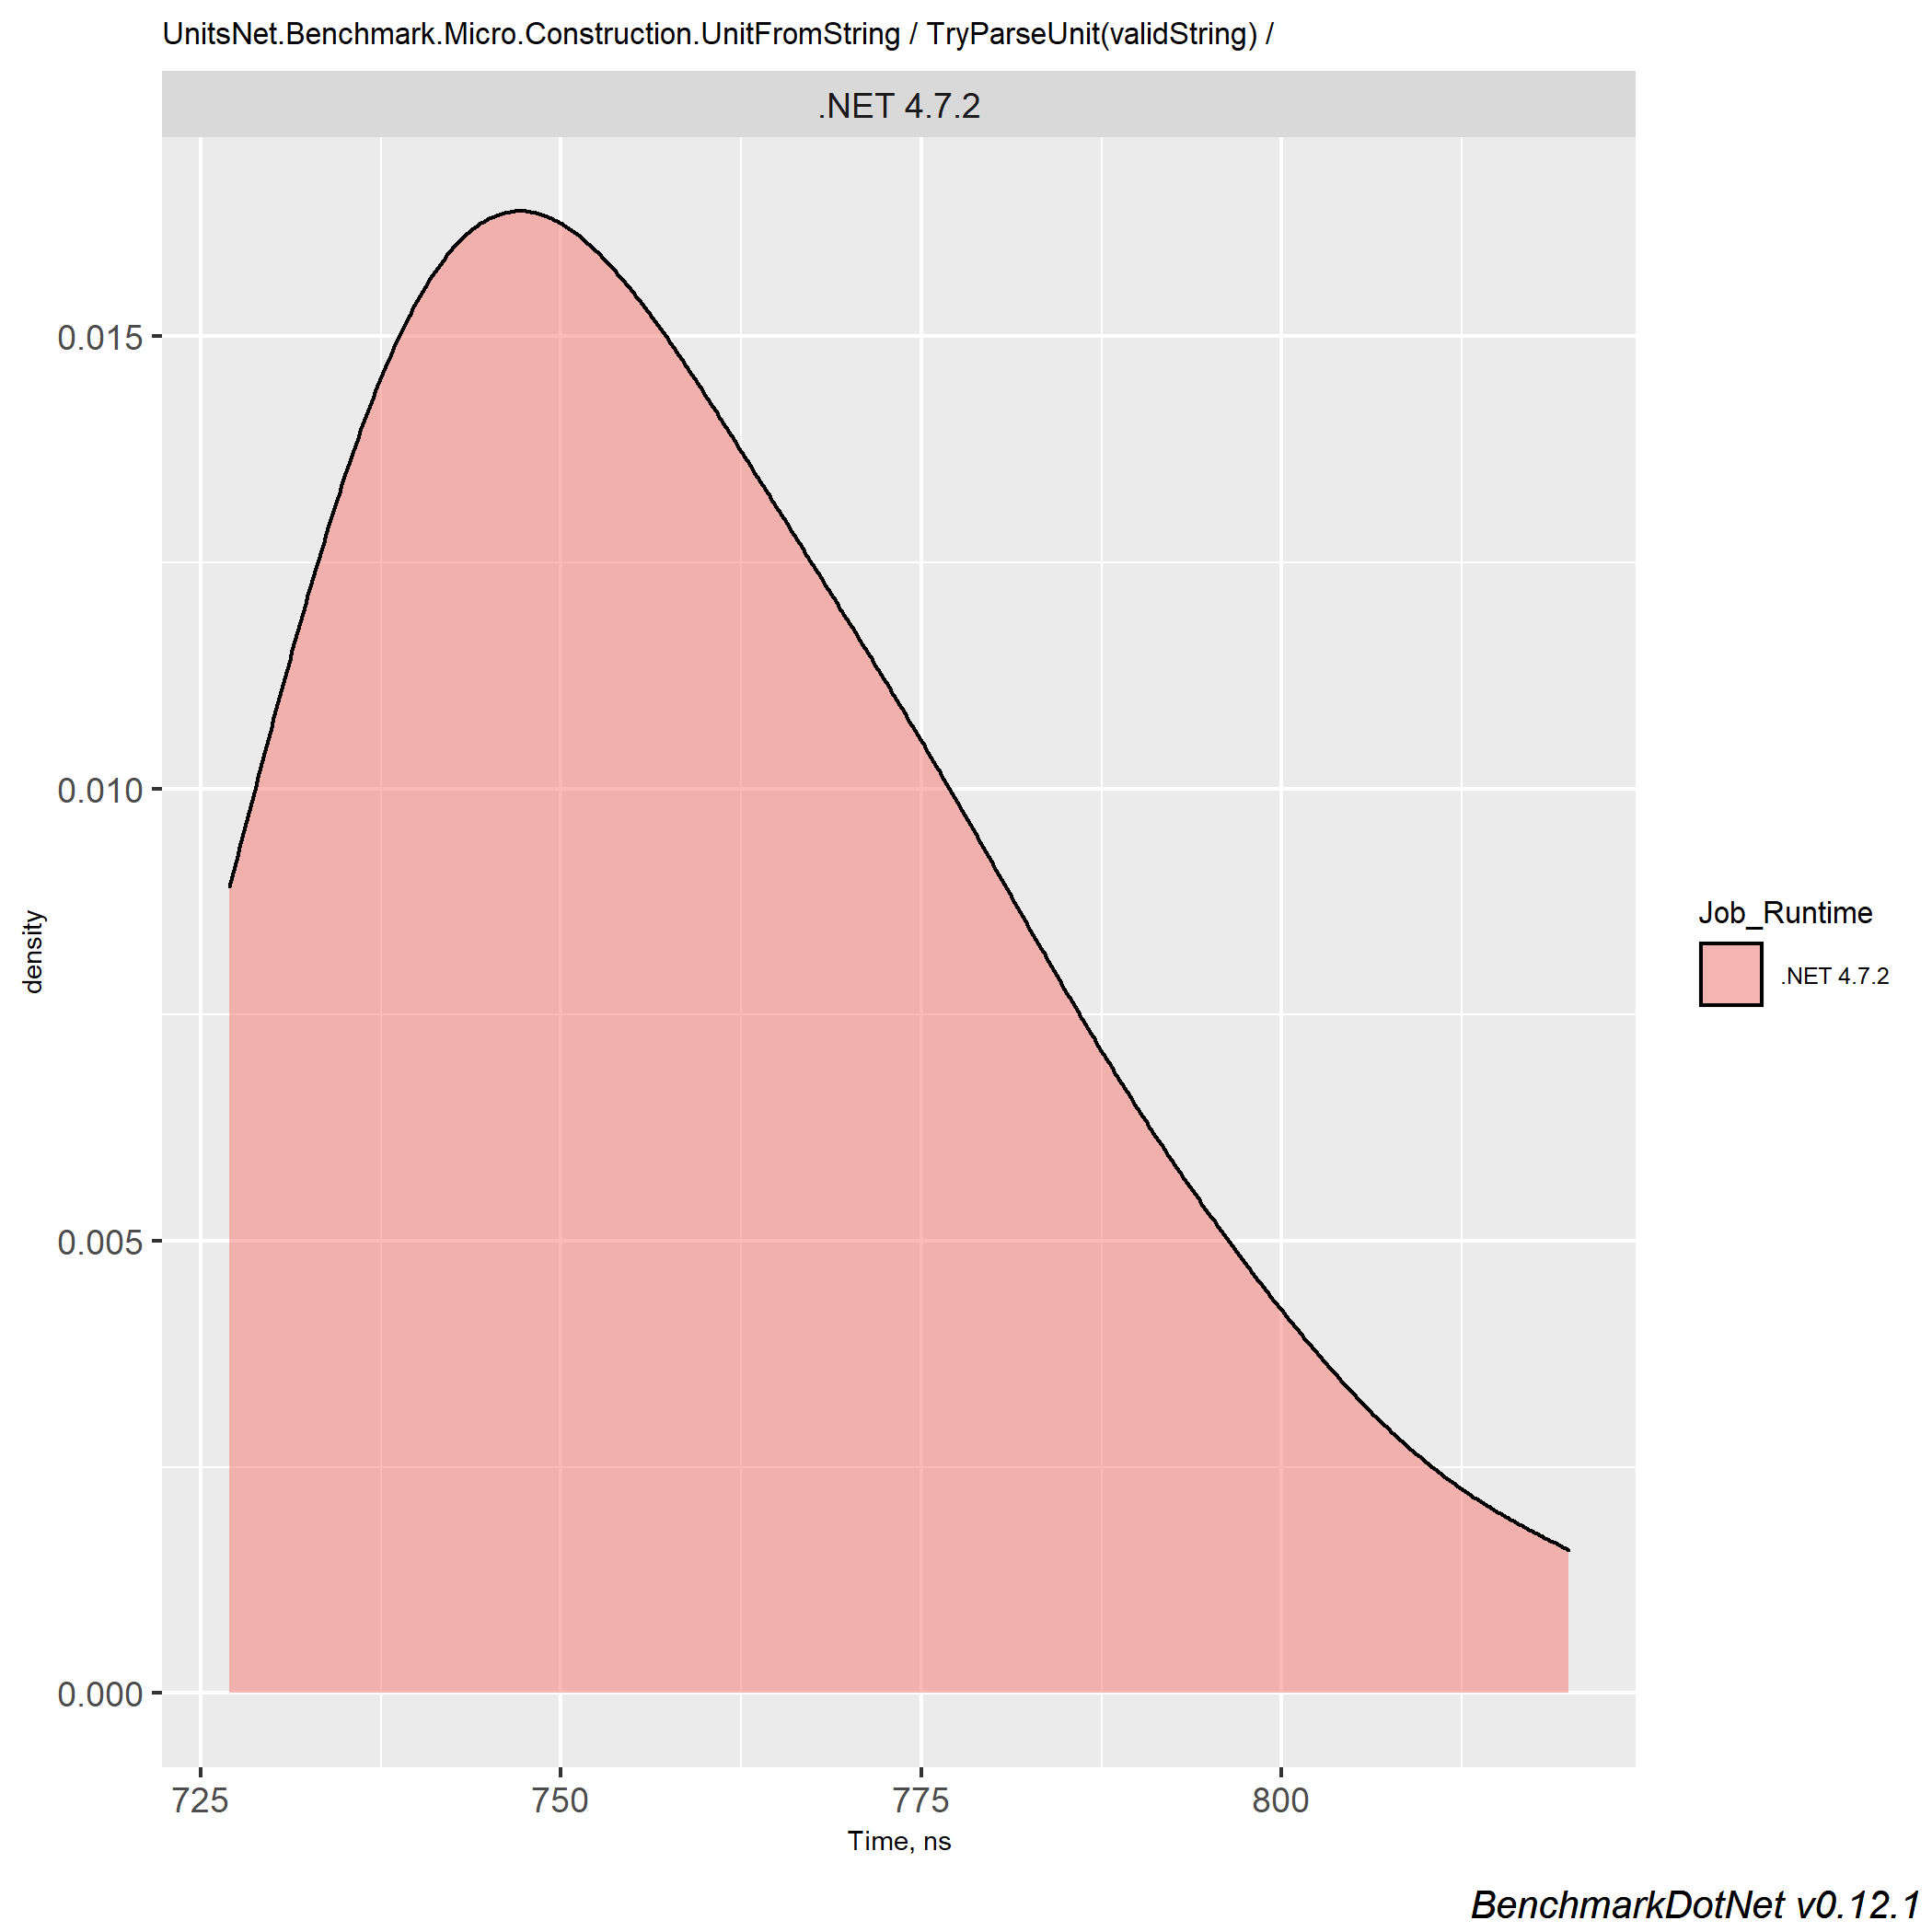 UnitsNet.Benchmark.Micro.Construction.UnitFromString / TryParseUnit(validString) /
.NET 4.7.2
0.015
0.010
0.005
0.000
density
725 750 775 800
Time, ns
Job_Runtime
.NET 4.7.2
BenchmarkDotNet v0.12.1